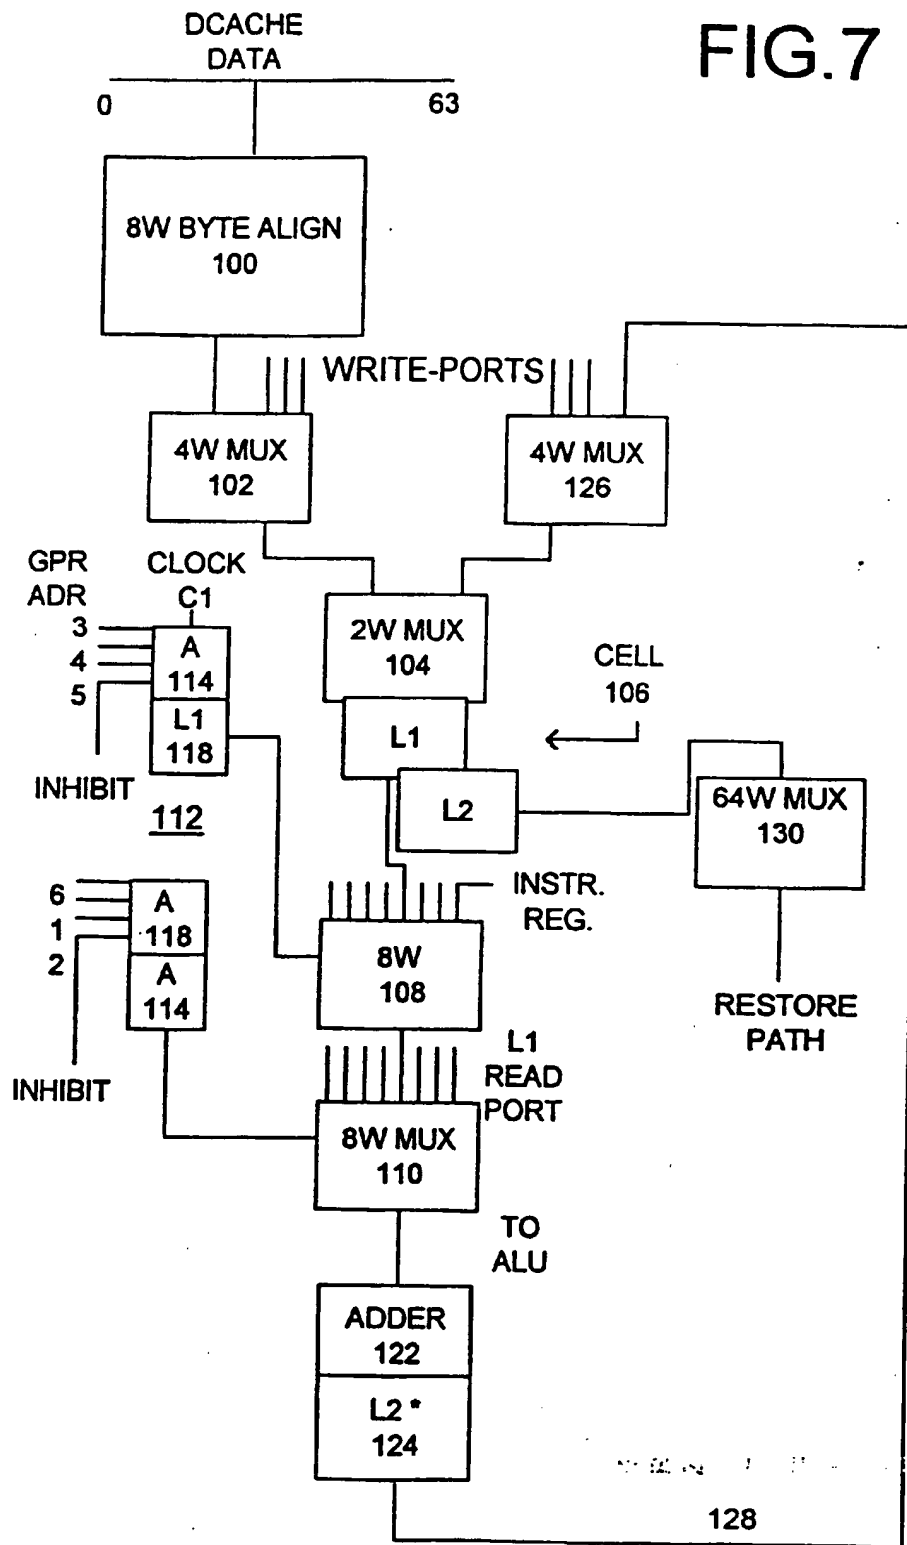 DCACHE
DATA
FIG.7
0
63
8W BYTE ALIGN
100
WRITE-PORTS
4W MUX
102
4W MUX
126
GPR
ADR
CLOCK
C1
3
4
5
A
114
L1
118
INHIBIT
112
2W MUX
104
L1
L2
CELL
106
64W MUX
130
RESTORE
PATH
6
1
2
A
118
A
114
INHIBIT
INSTR.
REG.
8W
108
L1
READ
PORT
8W MUX
110
TO
ALU
ADDER
122
L2 *
124
128